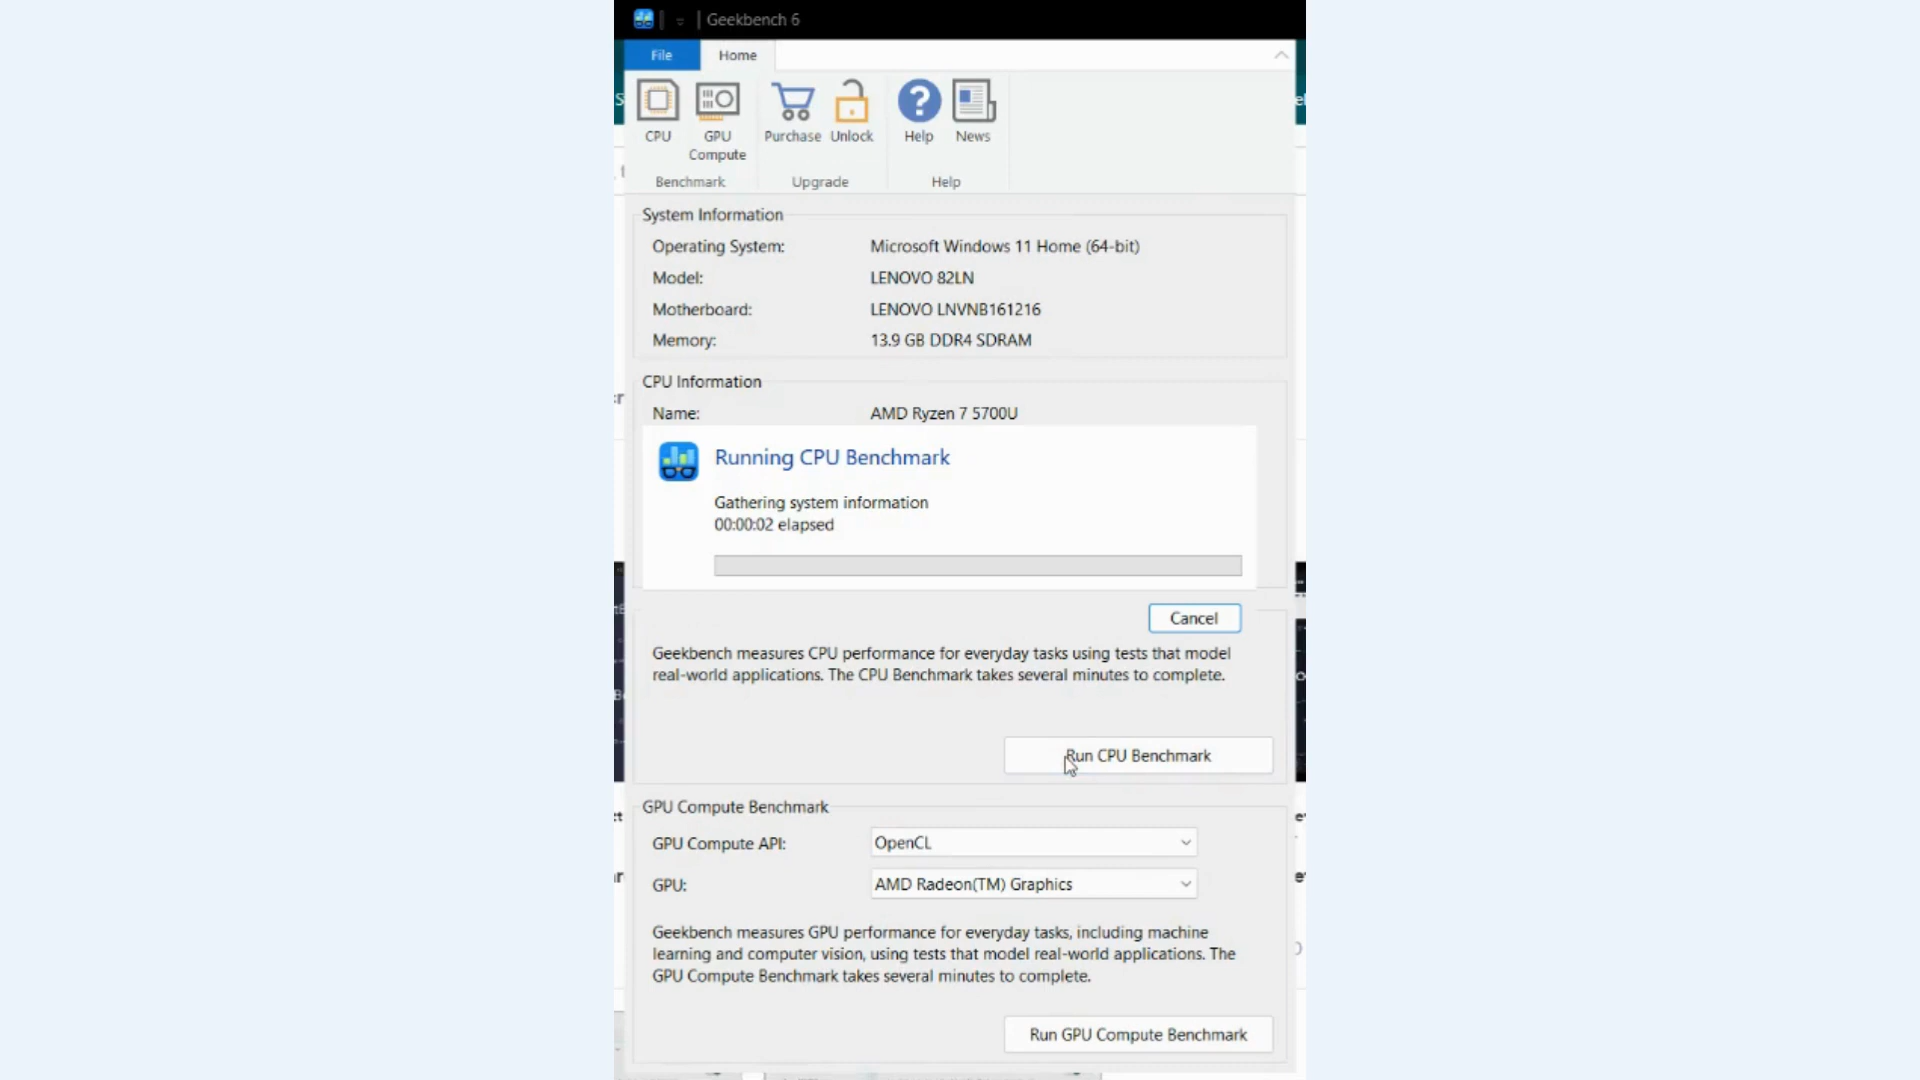 Geekbench 6
File Home
CPU GPU Compute Purchase Unlock Help News
Benchmark Upgrade Help
System Information
Operating System: Microsoft Windows 11 Home (64-bit)
Model: LENOVO 82LN
Motherboard: LENOVO LNVNB161216
Memory: 13.9 GB DDR4 SDRAM
CPU Information
Name: AMD Ryzen 7 5700U
Running CPU Benchmark
Gathering system information
00:00:02 elapsed
Cancel
Geekbench measures CPU performance for everyday tasks using tests that model
real-world applications. The CPU Benchmark takes several minutes to complete.
Run CPU Benchmark
GPU Compute Benchmark
GPU Compute API: OpenCL
GPU: AMD Radeon(TM) Graphics
Geekbench measures GPU performance for everyday tasks, including machine
learning and computer vision, using tests that model real-world applications. The
GPU Compute Benchmark takes several minutes to complete.
Run GPU Compute Benchmark